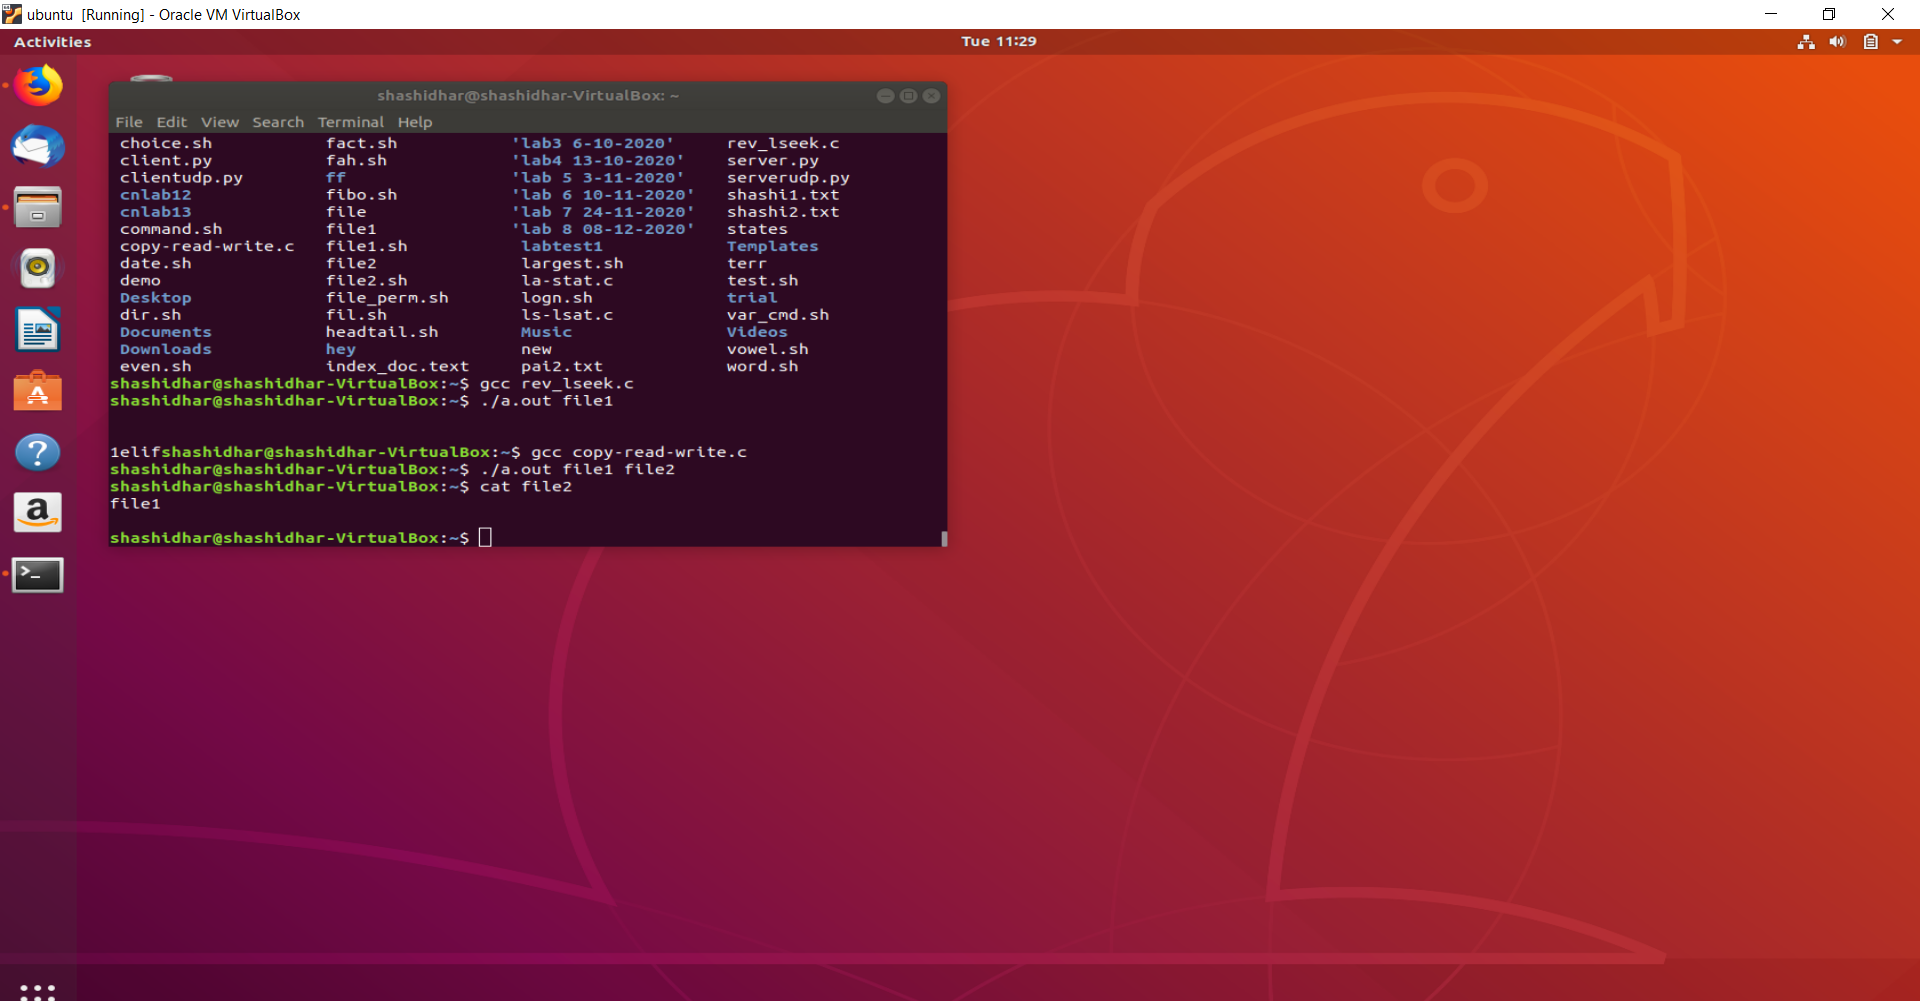 ubuntu [Running] - Oracle VM VirtualBox
Activities
Tue 11:29
shashidhar@shashidhar-VirtualBox: ~
File Edit View Search Terminal Help
choice.sh fact.sh 'lab3 6-10-2020' rev_lseek.c
client.py fah.sh 'lab4 13-10-2020' server.py
clientudp.py ff 'lab 5 3-11-2020' serverudp.py
cnlab12 fibo.sh 'lab 6 10-11-2020' shashi1.txt
cnlab13 file 'lab 7 24-11-2020' shashi2.txt
command.sh file1 'lab 8 08-12-2020' states
copy-read-write.c file1.sh labtest1 Templates
date.sh file2 largest.sh terr
demo file2.sh la-stat.c test.sh
Desktop file_perm.sh logn.sh trial
dir.sh fil.sh ls-lsat.c var_cmd.sh
Documents headtail.sh Music Videos
Downloads hey new vowel.sh
even.sh index_doc.text pai2.txt word.sh
shashidhar@shashidhar-VirtualBox:~$ gcc rev_lseek.c
shashidhar@shashidhar-VirtualBox:~$ ./a.out file1
1elifshashidhar@shashidhar-VirtualBox:~$ gcc copy-read-write.c
shashidhar@shashidhar-VirtualBox:~$ ./a.out file1 file2
shashidhar@shashidhar-VirtualBox:~$ cat file2
file1
shashidhar@shashidhar-VirtualBox:~$